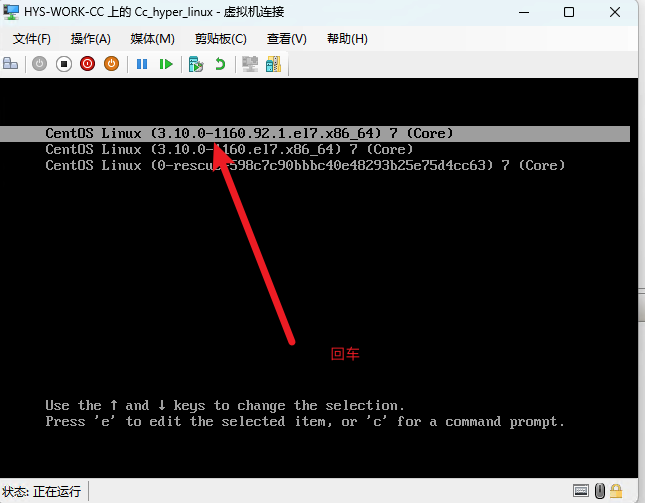 HYS-WORK-CC 上的 Cc_hyper_linux - 虚拟机连接
文件(F) 操作(A) 媒体(M) 剪贴板(C) 查看(V) 帮助(H)
CentOS Linux (3.10.0-1160.92.1.el7.x86_64) 7 (Core)
CentOS Linux (3.10.0-1160.el7.x86_64) 7 (Core)
CentOS Linux (0-rescue-598c7c90bbbc40e48293b25e75d4cc63) 7 (Core)
回车
Use the ↑ and ↓ keys to change the selection.
Press 'e' to edit the selected item, or 'c' for a command prompt.
状态: 正在运行